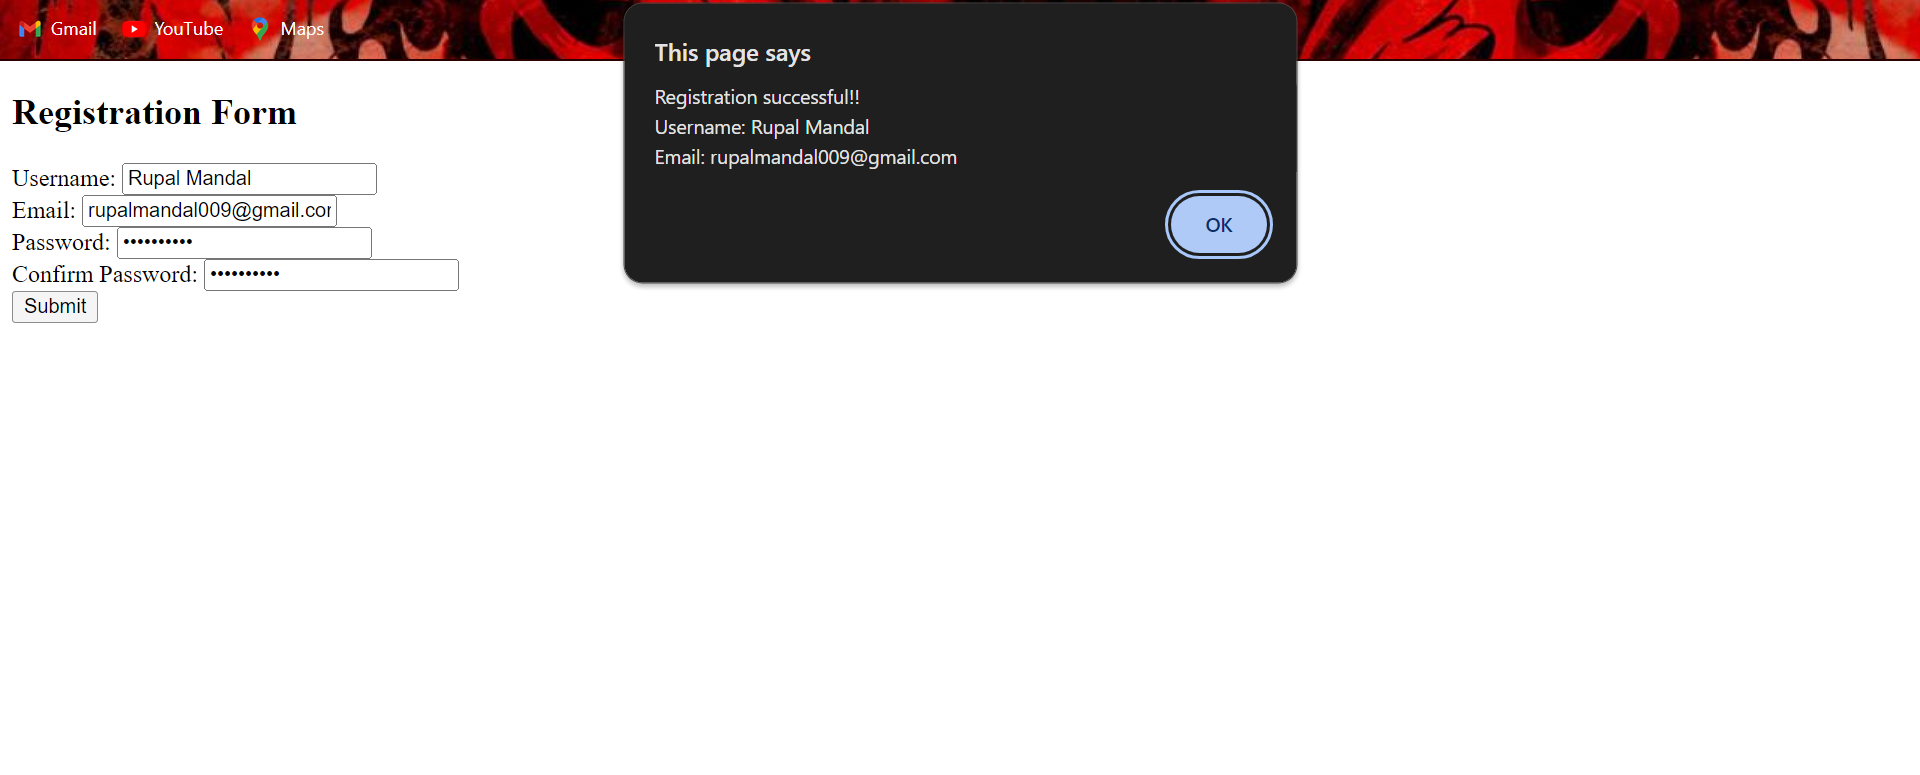 Gmail YouTube Maps
This page says
Registration successful!!
Username: Rupal Mandal
Email: rupalmandal009@gmail.com
OK
Registration Form
Username: Rupal Mandal
Email: rupalmandal009@gmail.cor
Password: ••••••••••
Confirm Password: ••••••••••
Submit